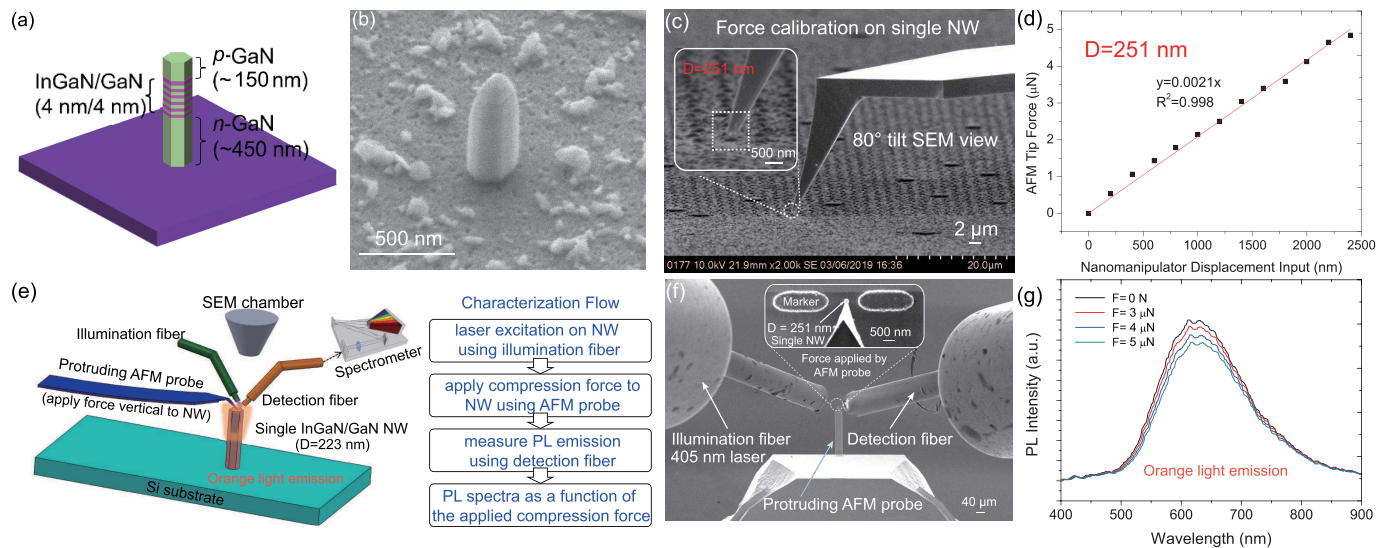 (a)
p-GaN
(~150 nm)
InGaN/GaN
(4 nm/4 nm)
n-GaN
(~450 nm)
(b)
500 nm
(c)
Force calibration on single NW
D=251 nm
500 nm
80° tilt SEM view
2 µm
0177 10.0kV 21.9mm x2.00k SE 03/06/2019 16:36
20.0µm
(d)
D=251 nm
y=0.0021x
R²=0.998
AFM Tip Force (µN)
5
4
3
2
1
0
0
500
1000
1500
2000
2500
Nanomanipulator Displacement Input (nm)
(e)
SEM chamber
Illumination fiber
Spectrometer
Protruding AFM probe
(apply force vertical to NW)
Detection fiber
Single InGaN/GaN NW
(D=223 nm)
Orange light emission
Si substrate
Characterization Flow
laser excitation on NW
using illumination fiber
apply compression force to
NW using AFM probe
measure PL emission
using detection fiber
PL spectra as a function of
the applied compression force
(f)
Marker
D = 251 nm
Single NW
500 nm
Force applied by
AFM probe
Illumination fiber
405 nm laser
Detection fiber
Protruding AFM probe
40 µm
(g)
F= 0 N
F= 3 µN
F= 4 µN
F= 5 µN
PL Intensity (a.u.)
Orange light emission
400
500
600
700
800
900
Wavelength (nm)